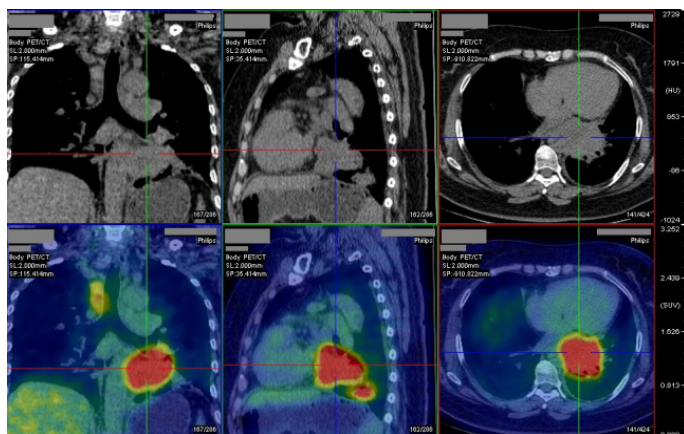 Philips
Body PET/CT
SL:2.000mm
SP:115.414mm
167/286
Philips
Body PET/CT
SL:2.000mm
SP:35.414mm
162/286
Philips
Body PET/CT
SL:2.000mm
SP:-910.822mm
141/424
2729
1791
(HU)
853
-86
-1024
Philips
Body PET/CT
SL:2.000mm
SP:115.414mm
167/286
Philips
Body PET/CT
SL:2.000mm
SP:35.414mm
162/286
Philips
Body PET/CT
SL:2.000mm
SP:-910.822mm
141/424
3.252
2.439
(SUV)
1.626
0.813